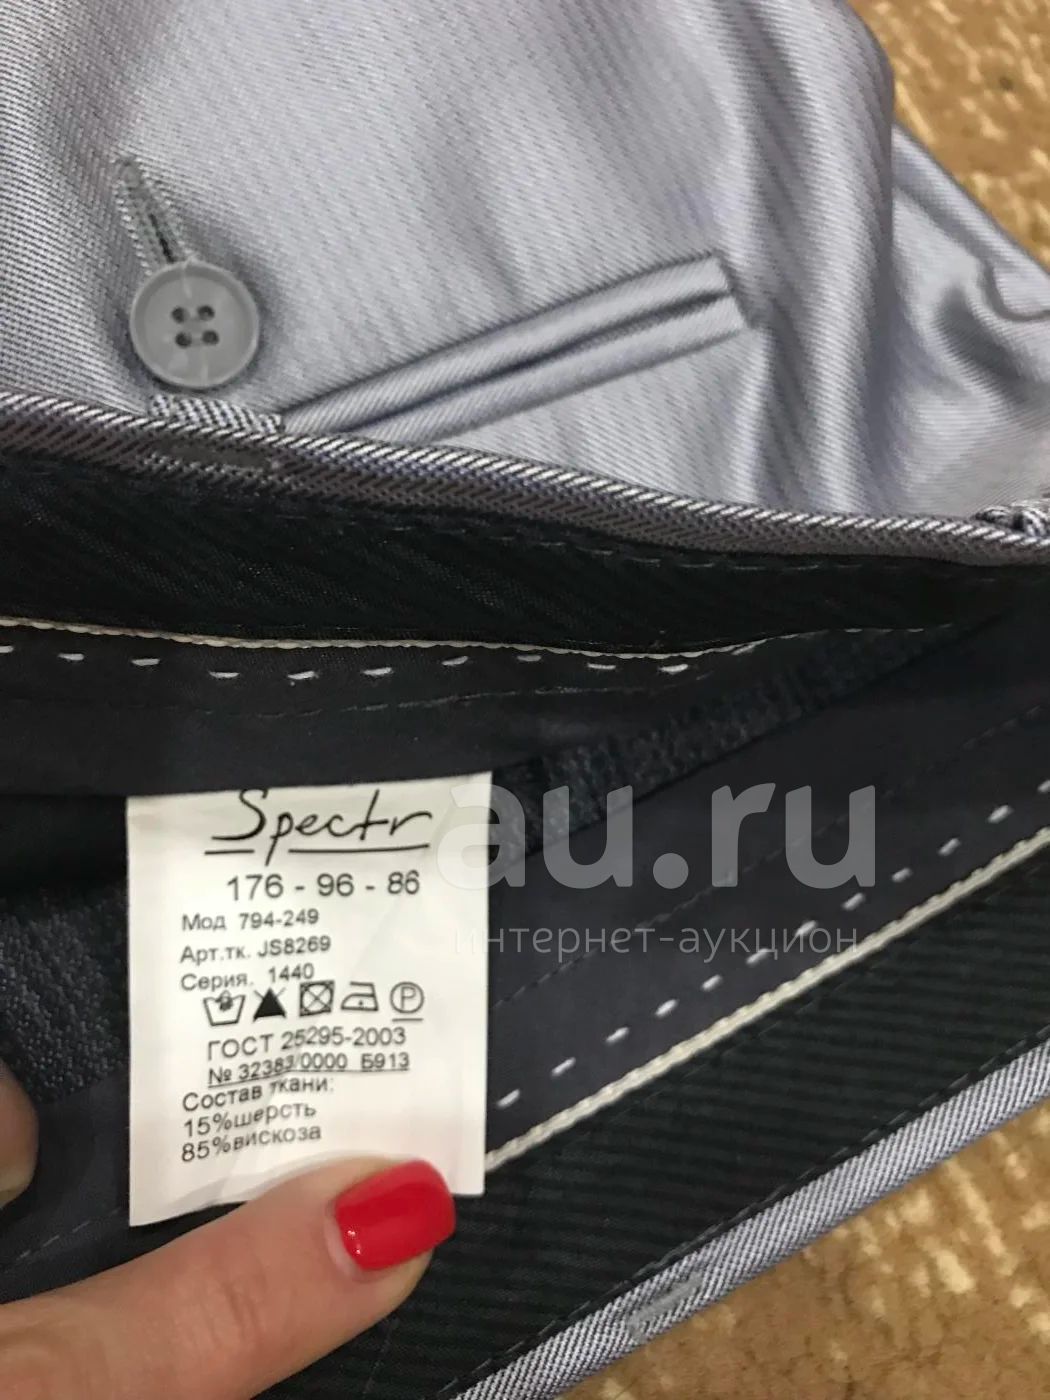 Spectr
176 - 96 - 86
Мод 794-249
Арт.тк. JS8269
Серия. 1440
P
ГОСТ 25295-2003
№ 32383/0000 Б913
Состав ткани:
15%шерсть
85%вискоза
au.ru
интернет-аукцион